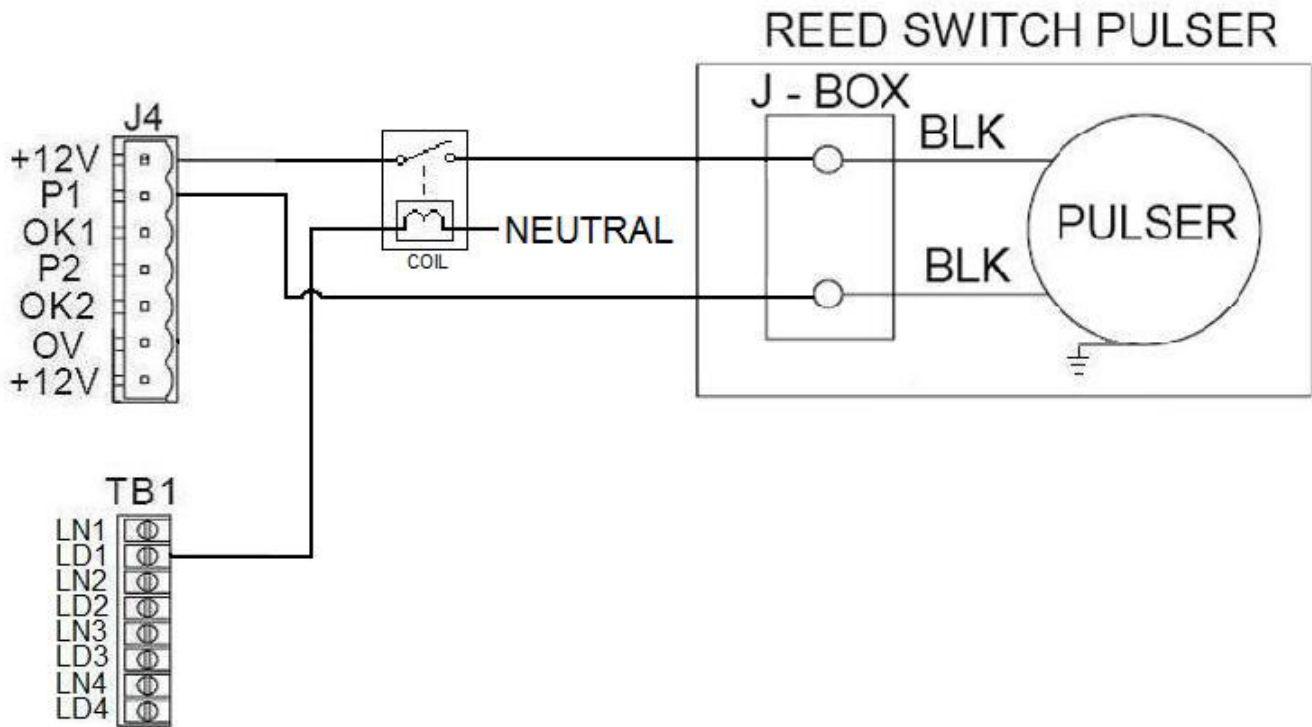 REED SWITCH PULSER
J - BOX
BLK
PULSER
BLK
J4
+12V
P1
OK1
P2
OK2
OV
+12V
NEUTRAL
COIL
TB1
LN1
LD1
LN2
LD2
LN3
LD3
LN4
LD4